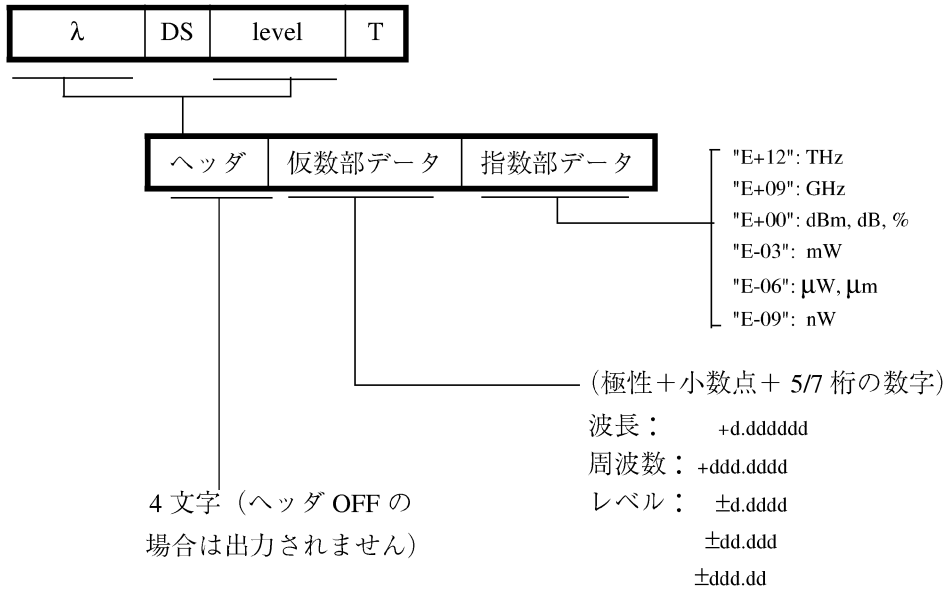 λ DS level T
ヘッダ 仮数部データ 指数部データ
"E+12": THz
"E+09": GHz
"E+00": dBm, dB, %
"E-03": mW
"E-06": μW, μm
"E-09": nW
（極性＋小数点＋ 5/7 桁の数字）
波長： +d.dddddd
周波数： +ddd.dddd
レベル： ±d.dddd
±dd.ddd
±ddd.dd
4 文字（ヘッダ OFF の
場合は出力されません）